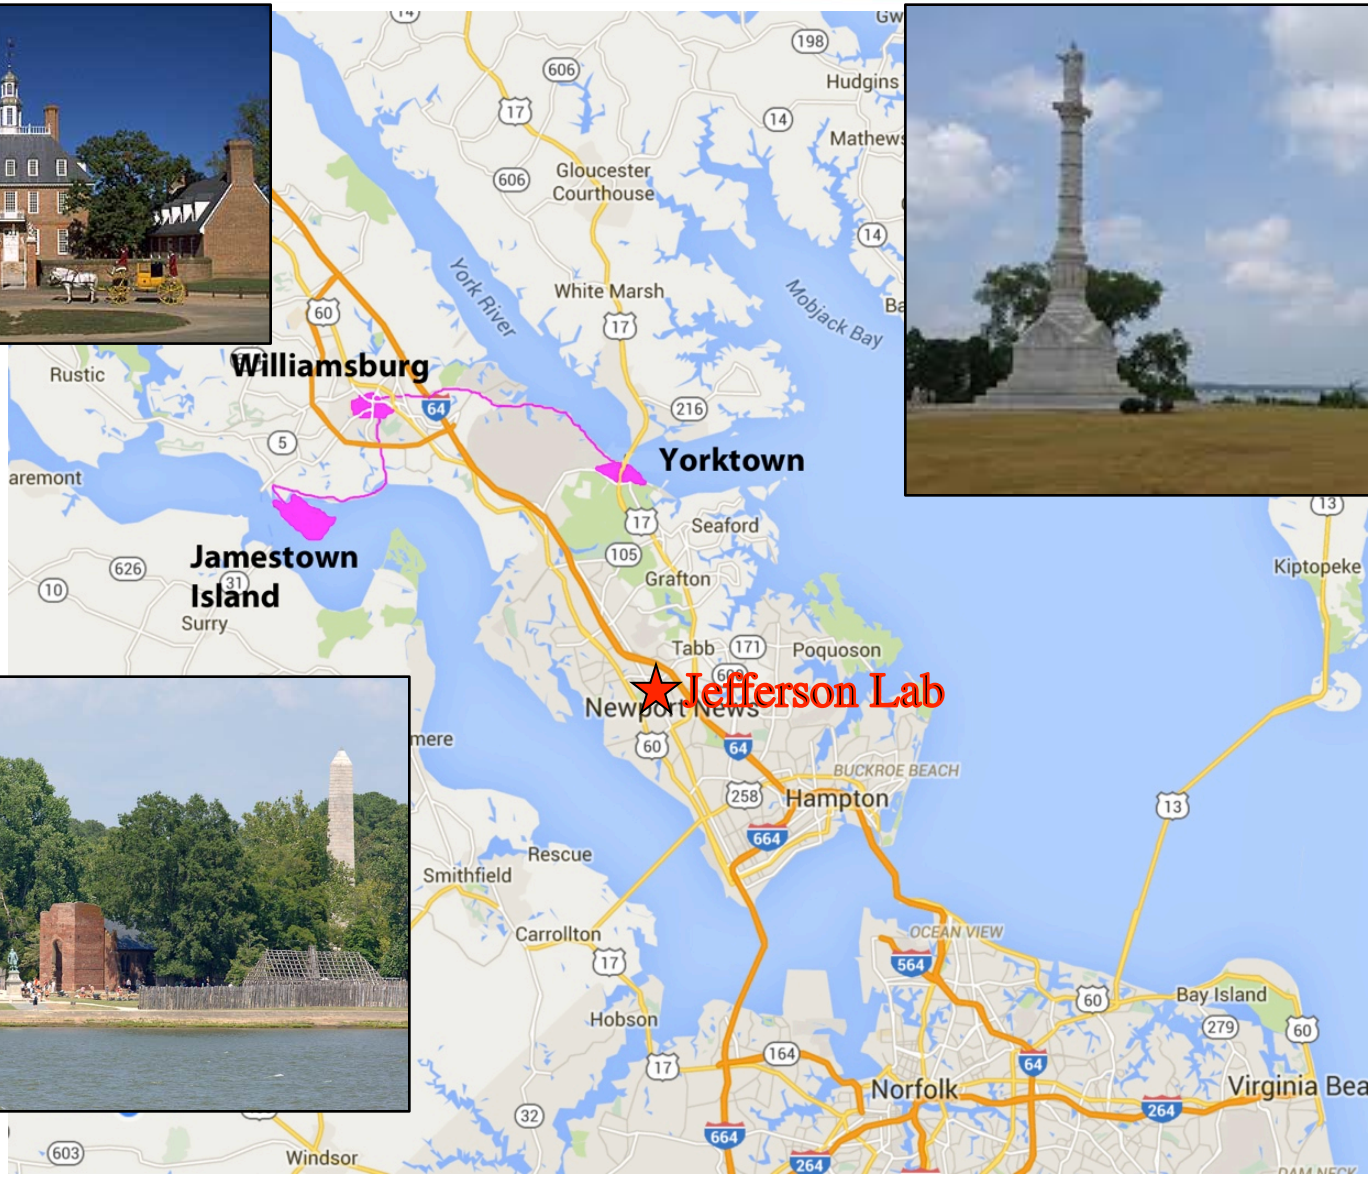 14
Gw
198
606
Hudgins
17
14
Mathews
Gloucester
Courthouse
606
14
York River
White Marsh
Mobjack Bay
Ba
60
17
Williamsburg
Rustic
64
216
5
Yorktown
aremont
13
17
Seaford
Jamestown
Island
105
626
Kiptopeke
10
31
Grafton
Surry
Tabb
171
Poquoson
Jefferson Lab
Newport News
mere
60
64
BUCKROE BEACH
258
Hampton
13
664
Rescue
Smithfield
Carrollton
OCEAN VIEW
17
564
60
Bay Island
Hobson
279
60
17
164
64
Norfolk
Virginia Bea
264
32
664
603
Windsor
264